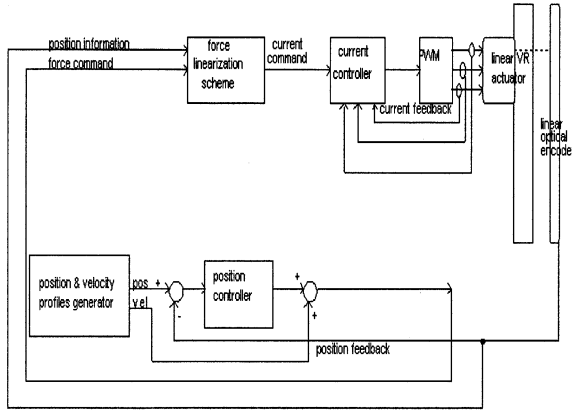 position information
force command
force
linearization
scheme
current
command
current
controller
PWM
linear
actuator
VR
current feedback
linear
optical
encode
position & velocity
profiles generator
pos +
vel
-
position
controller
+
+
position feedback